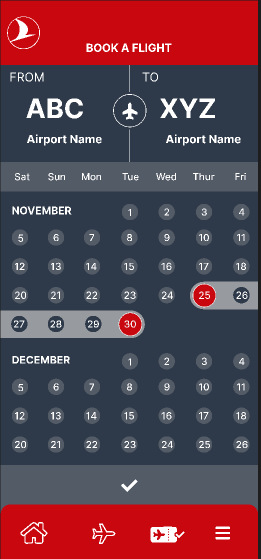 BOOK A FLIGHT
FROM TO
ABC XYZ
Airport Name Airport Name
Sat Sun Mon Tue Wed Thur Fri
NOVEMBER 1 2 3 4
5 6 7 8 9 10 11
12 13 14 15 16 17 18
20 21 22 23 24 25 26
27 28 29 30
DECEMBER 1 2 3 4
5 6 7 8 9 10 11
12 13 14 15 16 17 18
20 21 22 23 24 25 26